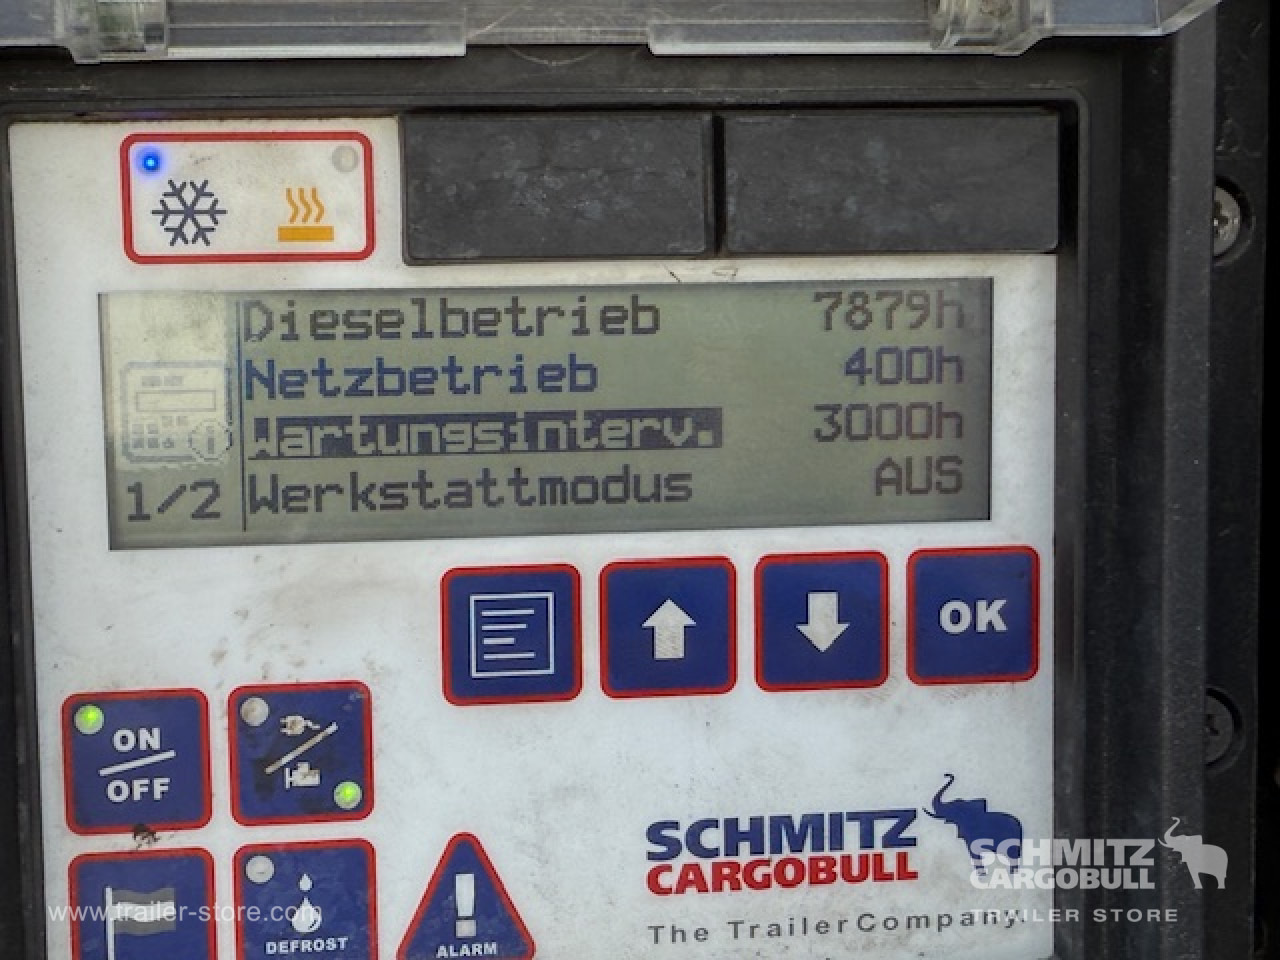 Dieselbetrieb 7879h
Netzbetrieb 400h
Wartungsinterv. 3000h
1/2 Werkstattmodus AUS
OK
ON
OFF
SCHMITZ
CARGOBULL
The TrailerCompany.
DEFROST
ALARM
www.trailer-store.com
SCHMITZ
CARGOBULL
TRAILER STORE